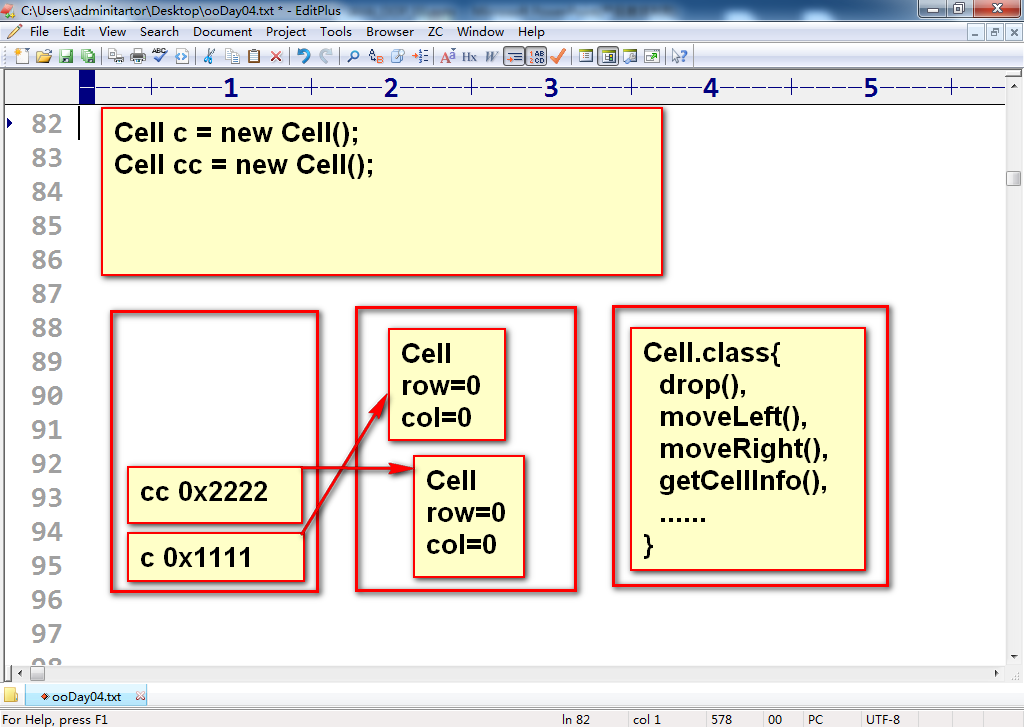 C:\Users\adminitartor\Desktop\ooDay04.txt * - EditPlus
File Edit View Search Document Project Tools Browser ZC Window Help
1 2 3 4 5
82
83
84
85
86
87
88
89
90
91
92
93
94
95
96
97
98
Cell c = new Cell();
Cell cc = new Cell();
cc 0x2222
c 0x1111
Cell
row=0
col=0
Cell
row=0
col=0
Cell.class{
drop(),
moveLeft(),
moveRight(),
getCellInfo(),
......
}
ooDay04.txt
For Help, press F1
ln 82 col 1 578 00 PC UTF-8